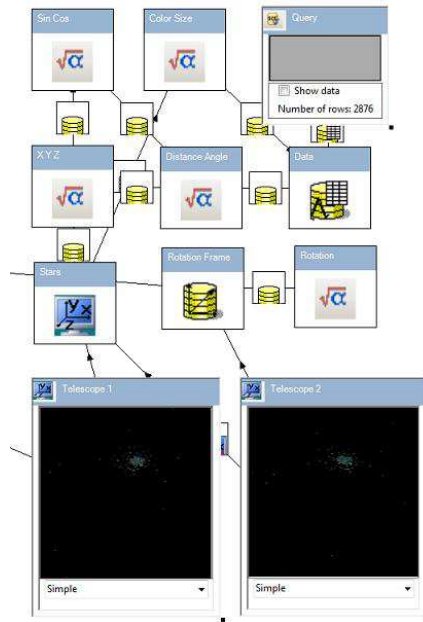 Sin Cos
Color Size
Query
Show data
Number of rows: 2876
X Y Z
Distance Angle
Data
Stars
Rotation Frame
Rotation
Telescope 1
Telescope 2
Simple
Simple